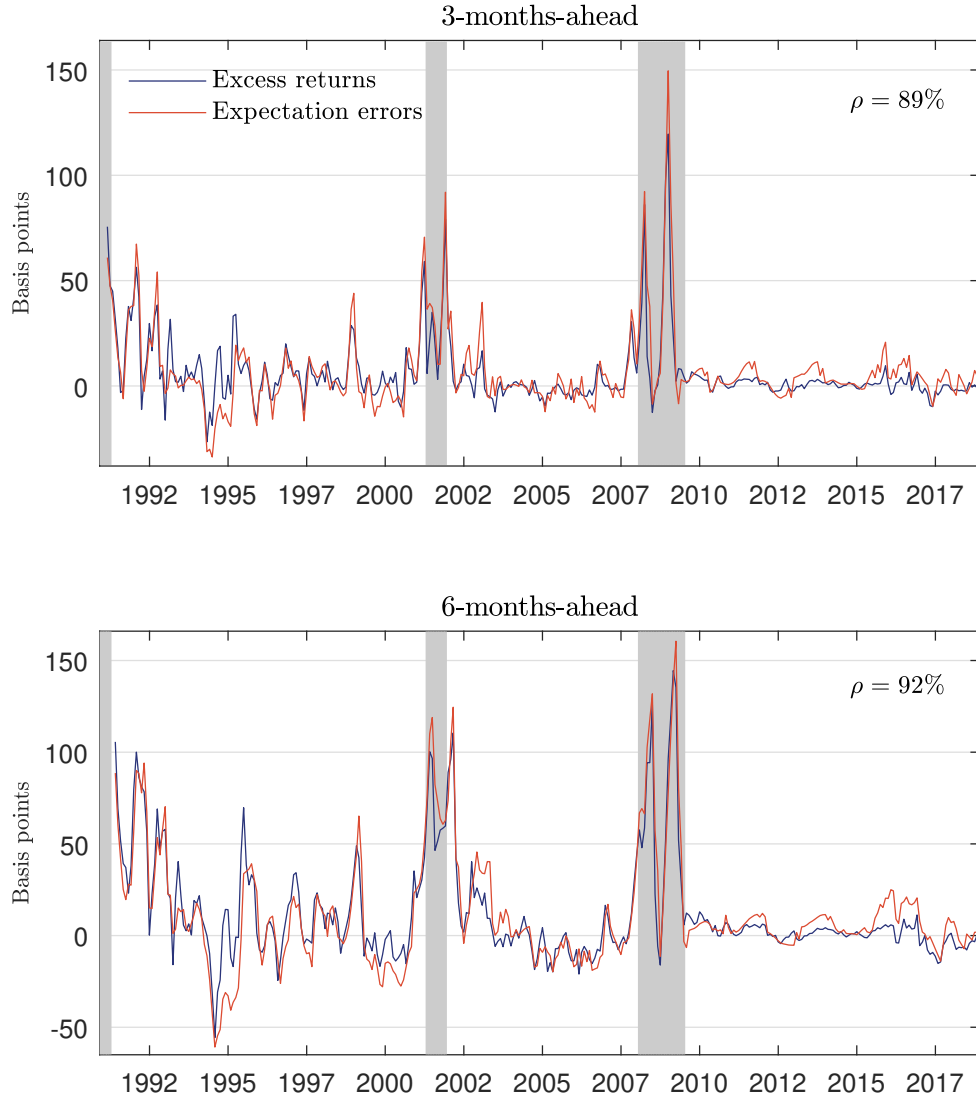 3-months-ahead
150
100
50
0
Basis points
Excess returns
Expectation errors
ρ = 89%
1992 1995 1997 2000 2002 2005 2007 2010 2012 2015 2017
6-months-ahead
150
100
50
0
-50
Basis points
ρ = 92%
1992 1995 1997 2000 2002 2005 2007 2010 2012 2015 2017